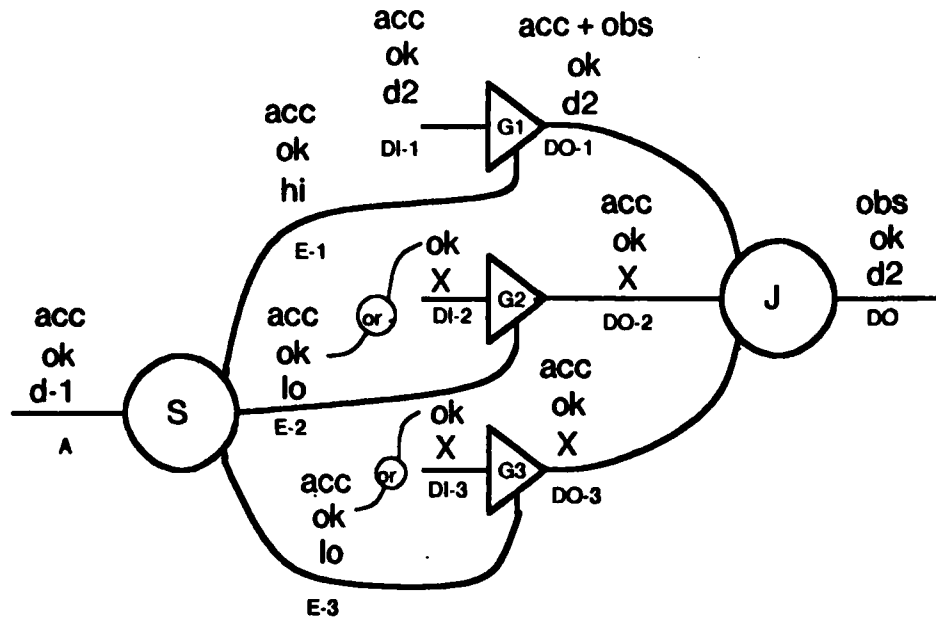 acc
ok
d2
acc + obs
ok
d2
G1
DI-1
DO-1
acc
ok
hi
E-1
ok
X
or
G2
DI-2
acc
ok
X
DO-2
obs
ok
d2
J
DO
acc
ok
d-1
A
S
acc
ok
lo
E-2
ok
X
or
G3
DI-3
acc
ok
X
DO-3
acc
ok
lo
E-3